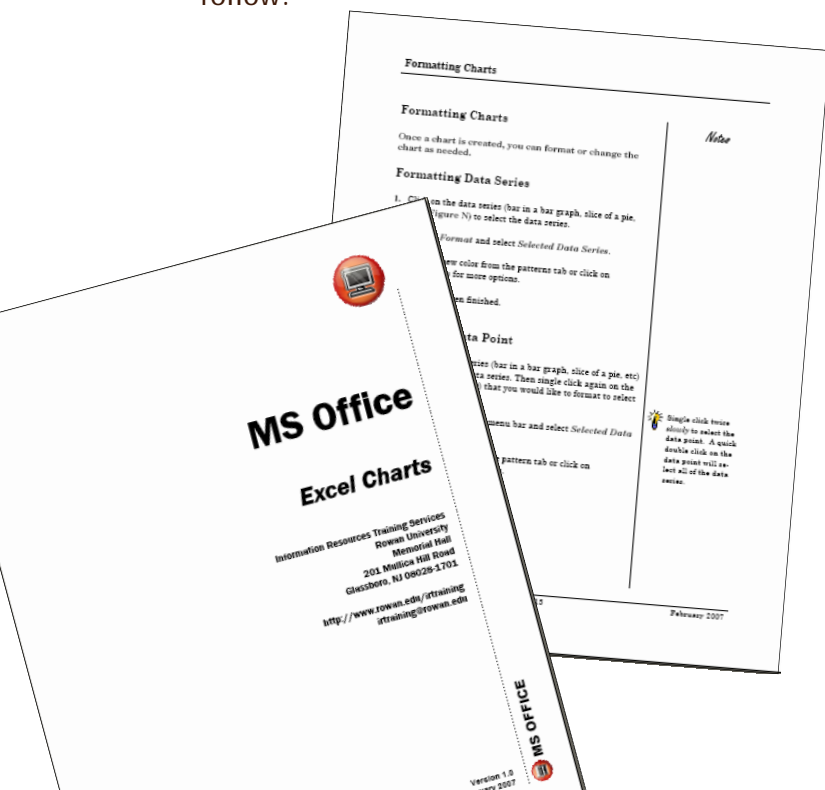 follow:
Formatting Charts
Formatting Charts
Once a chart is created, you can format or change the
chart as needed.
Formatting Data Series
1. on the data series (bar in a bar graph, slice of a pie,
Figure N) to select the data series.
Format and select Selected Data Series.
color from the patterns tab or click on
for more options.
finished.
Point
(bar in a bar graph, slice of a pie, etc)
series. Then single click again on the
that you would like to format to select
menu bar and select Selected Data
pattern tab or click on
Notes
Single click twice
slowly to select the
data point. A quick
double click on the
data point will se-
lect all of the data
series.
February 2007
MS Office
Excel Charts
Information Resources Training Services
Rowan University
Memorial Hall
201 Mullica Hill Road
Glassboro, NJ 08028-1701
http://www.rowan.edu/irtraining
irtraining@rowan.edu
MS OFFICE
Version 1.0
2007